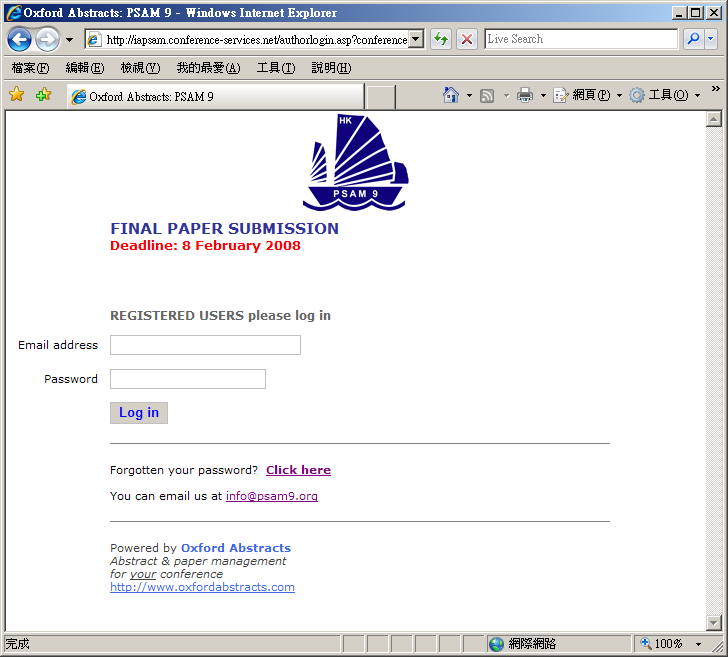 Oxford Abstracts: PSAM 9 - Windows Internet Explorer
http://iapsam.conference-services.net/authorlogin.asp?conference
Live Search
檔案(F) 編輯(E) 檢視(V) 我的最愛(A) 工具(T) 說明(H)
Oxford Abstracts: PSAM 9
網頁(P) 工具(O) »
HK
PSAM 9
FINAL PAPER SUBMISSION
Deadline: 8 February 2008
REGISTERED USERS please log in
Email address
Password
Log in
Forgotten your password? Click here
You can email us at info@psam9.org
Powered by Oxford Abstracts
Abstract & paper management
for your conference
http://www.oxfordabstracts.com
完成 網際網路 100%